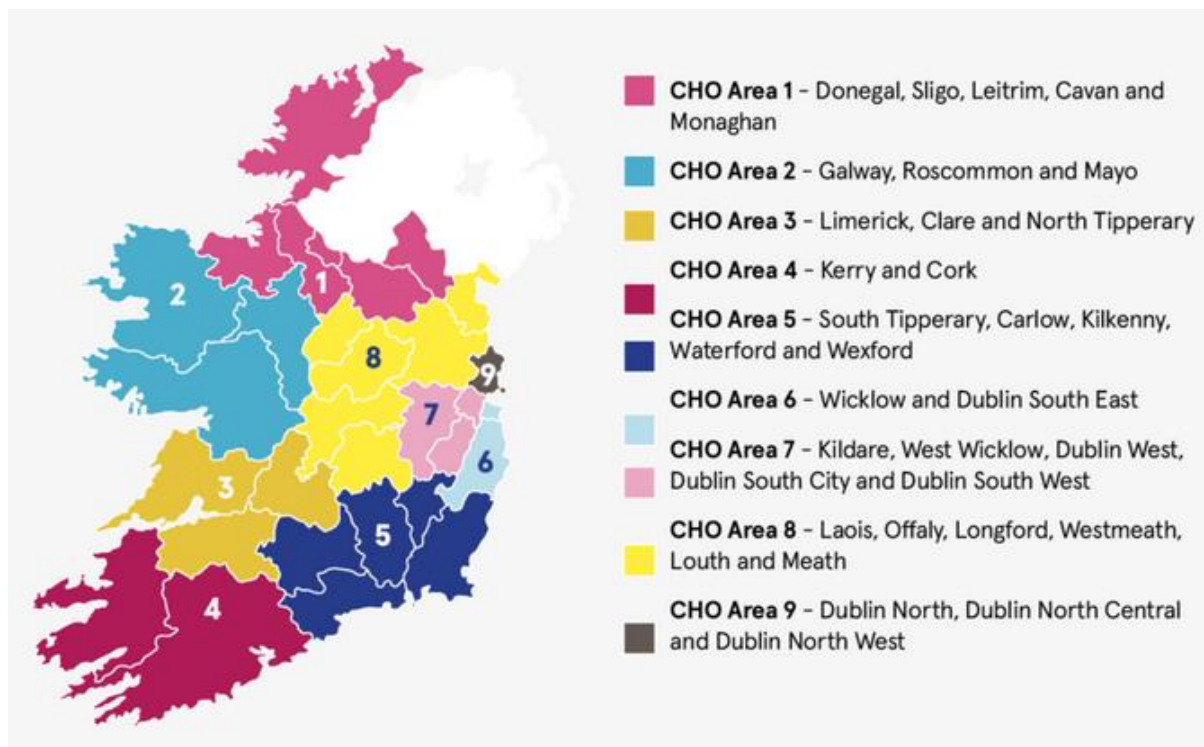 1
2
3
4
5
6
7
8
9
CHO Area 1 - Donegal, Sligo, Leitrim, Cavan and
Monaghan
CHO Area 2 - Galway, Roscommon and Mayo
CHO Area 3 - Limerick, Clare and North Tipperary
CHO Area 4 - Kerry and Cork
CHO Area 5 - South Tipperary, Carlow, Kilkenny,
Waterford and Wexford
CHO Area 6 - Wicklow and Dublin South East
CHO Area 7 - Kildare, West Wicklow, Dublin West,
Dublin South City and Dublin South West
CHO Area 8 - Laois, Offaly, Longford, Westmeath,
Louth and Meath
CHO Area 9 - Dublin North, Dublin North Central
and Dublin North West